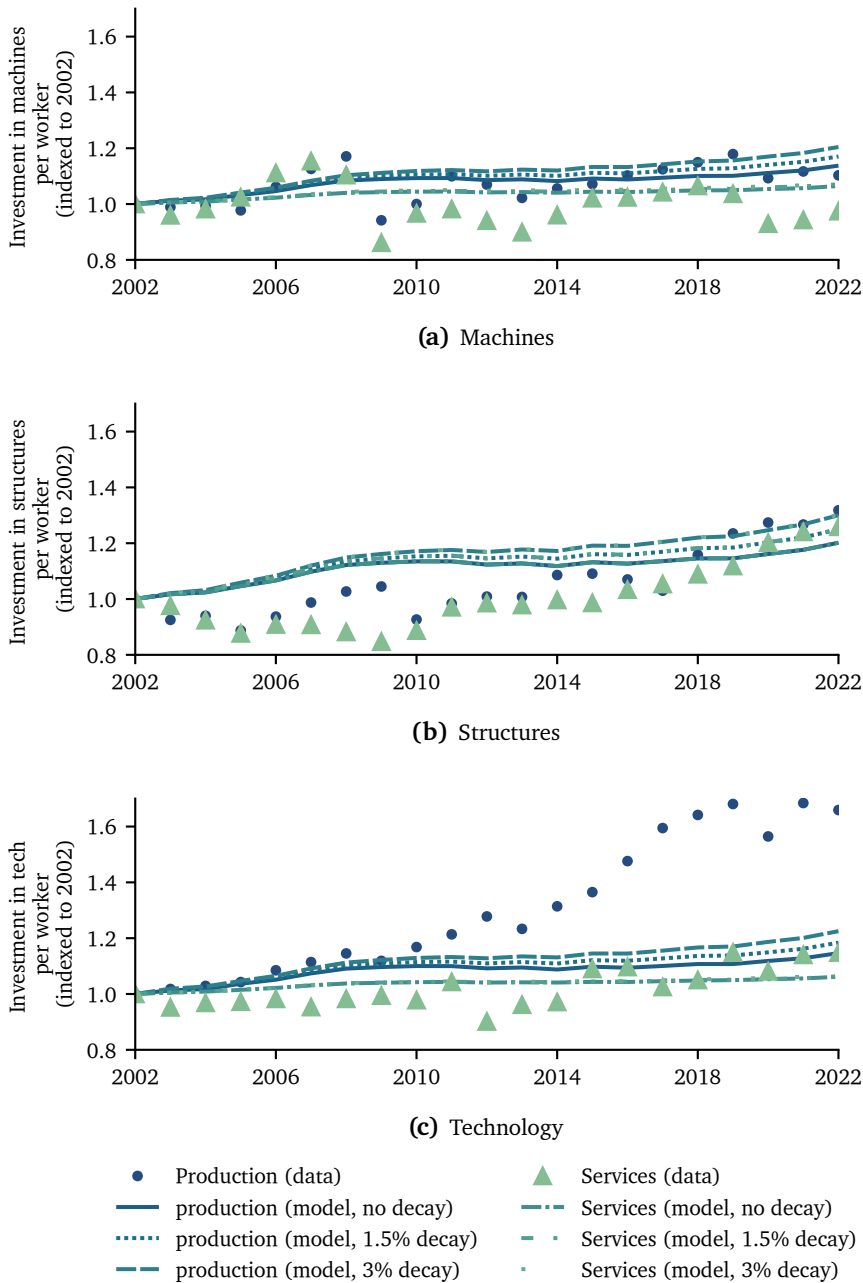 Investment in machines
per worker
(indexed to 2002)
1.6
1.4
1.2
1.0
0.8
2002 2006 2010 2014 2018 2022
(a) Machines
Investment in structures
per worker
(indexed to 2002)
1.6
1.4
1.2
1.0
0.8
2002 2006 2010 2014 2018 2022
(b) Structures
Investment in tech
per worker
(indexed to 2002)
1.6
1.4
1.2
1.0
0.8
2002 2006 2010 2014 2018 2022
(c) Technology
Production (data) Services (data)
production (model, no decay) Services (model, no decay)
production (model, 1.5% decay) Services (model, 1.5% decay)
production (model, 3% decay) Services (model, 3% decay)